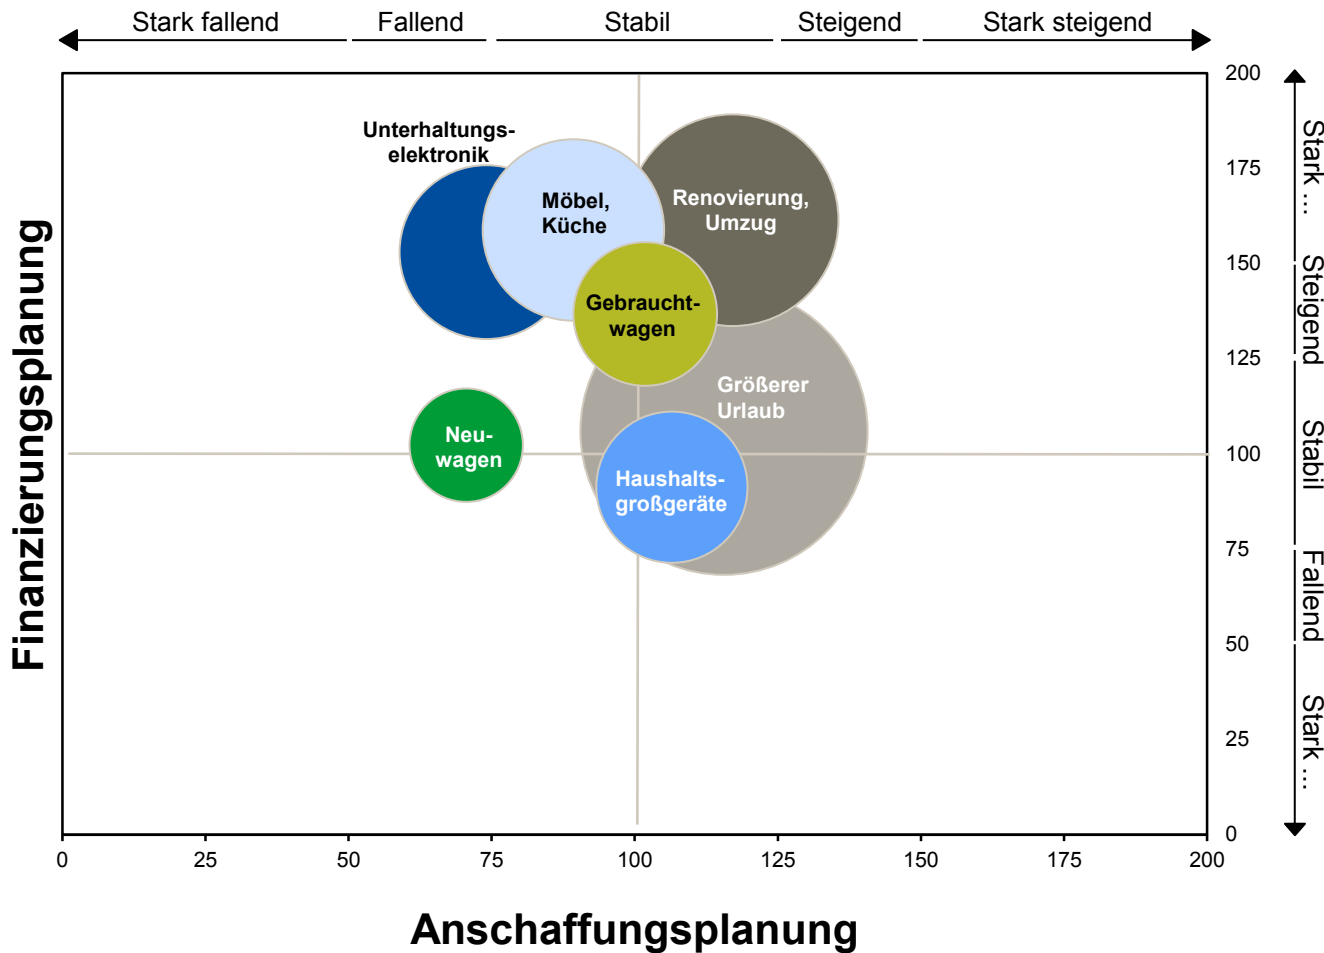 Stark fallend
Fallend
Stabil
Steigend
Stark steigend
Finanzierungsplanung
Unterhaltungs-
elektronik
Möbel,
Küche
Renovierung,
Umzug
Gebraucht-
wagen
Größerer
Urlaub
Neu-
wagen
Haushalts-
großgeräte
200
175
150
125
100
75
50
25
0
Stark ...
Steigend
Stabil
Fallend
Stark ...
0
25
50
75
100
125
150
175
200
Anschaffungsplanung